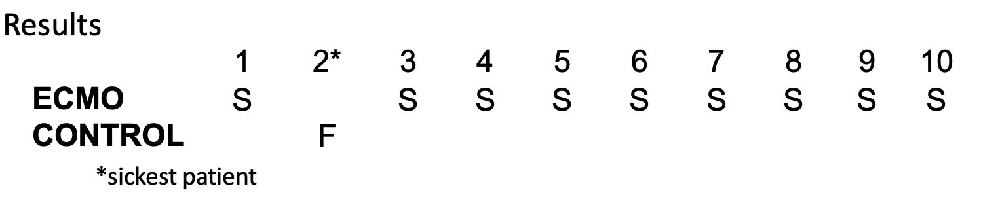 Results
1 2* 3 4 5 6 7 8 9 10
ECMO S S S S S S S S S
CONTROL F
*sickest patient